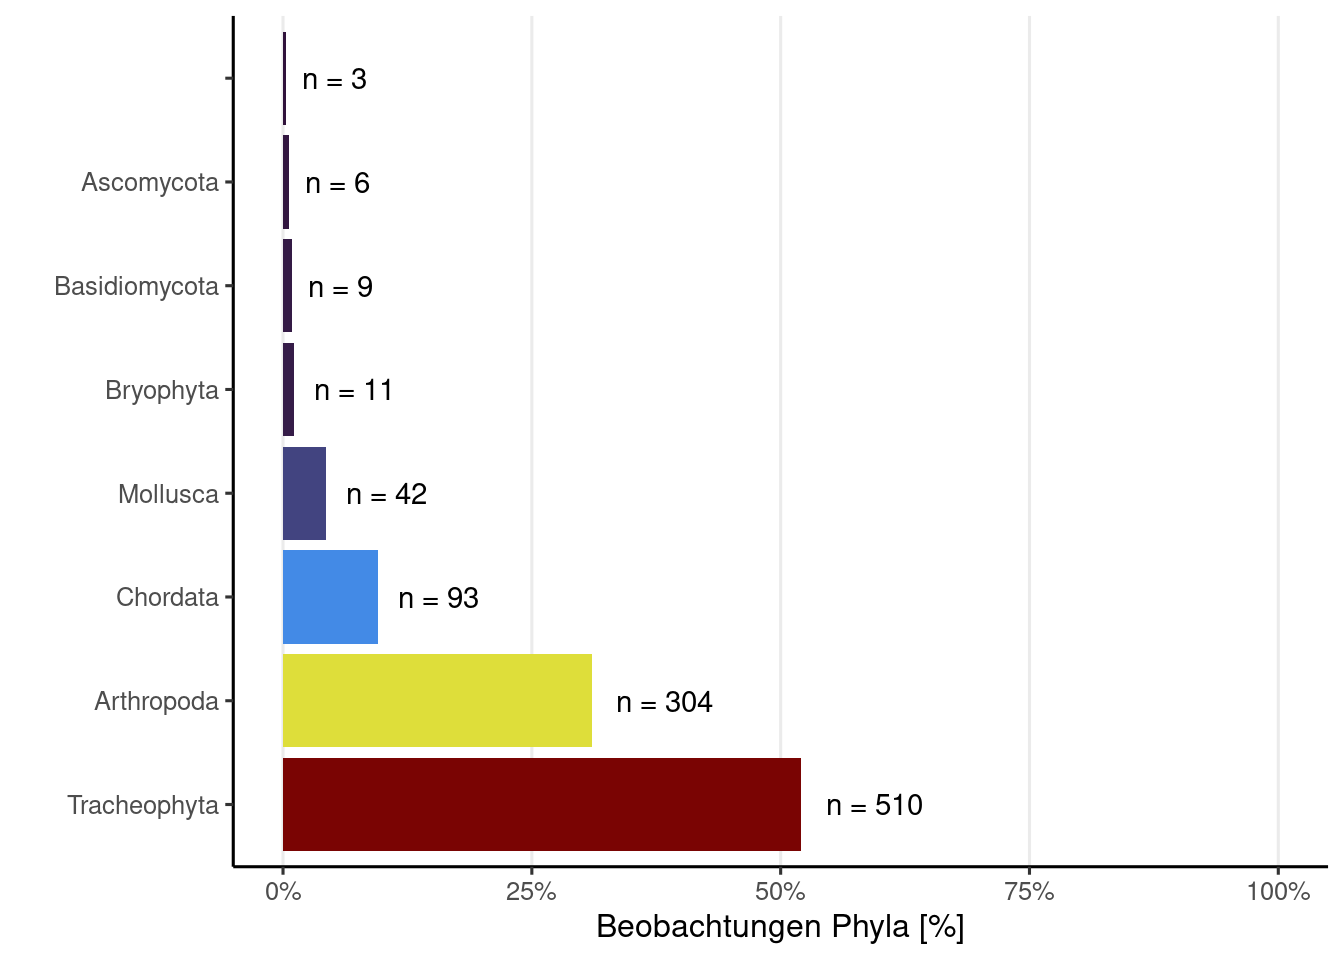 n = 3
Ascomycota n = 6
Basidiomycota n = 9
Bryophyta n = 11
Mollusca n = 42
Chordata n = 93
Arthropoda n = 304
Tracheophyta n = 510
0% 25% 50% 75% 100%
Beobachtungen Phyla [%]